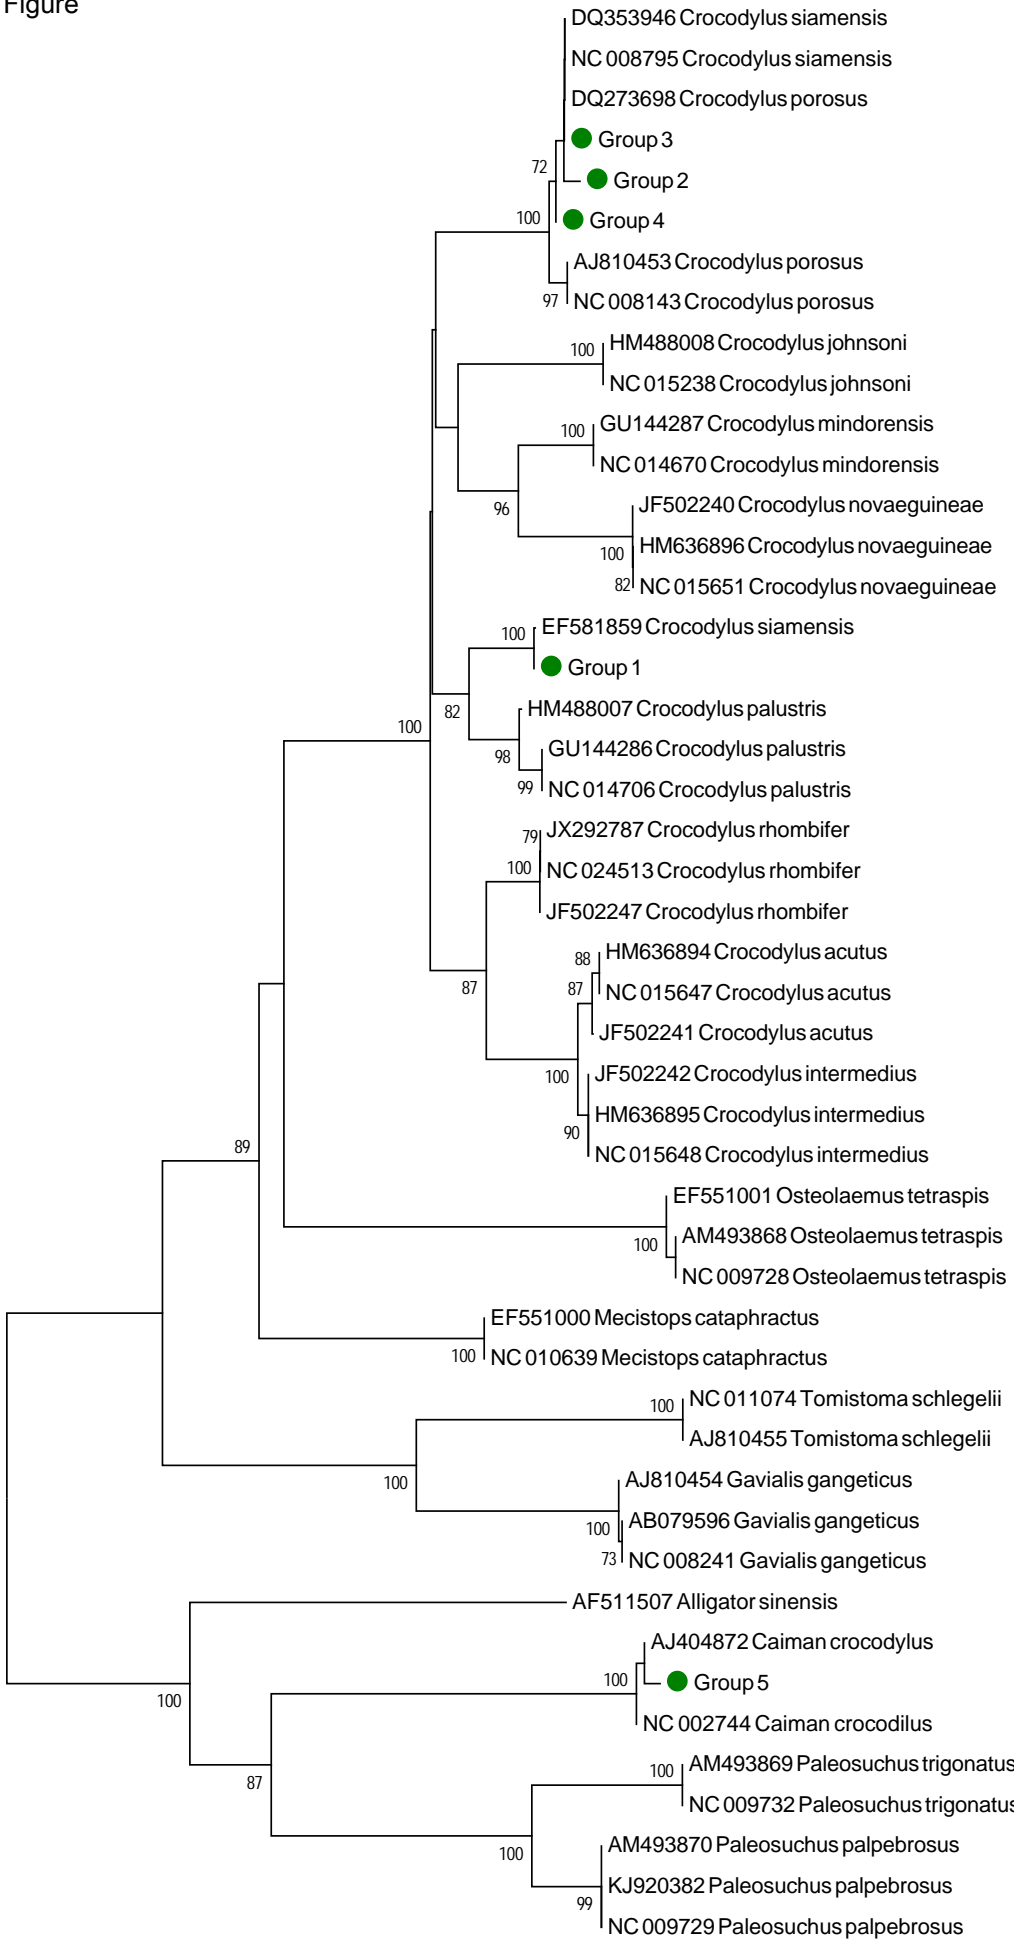 Figure
DQ353946 Crocodylus siamensis
NC 008795 Crocodylus siamensis
DQ273698 Crocodylus porosus
Group 3
72
Group 2
100
Group 4
AJ810453 Crocodylus porosus
97
NC 008143 Crocodylus porosus
HM488008 Crocodylus johnsoni
100
NC 015238 Crocodylus johnsoni
GU144287 Crocodylus mindorensis
100
NC 014670 Crocodylus mindorensis
96
JF502240 Crocodylus novaeguineae
HM636896 Crocodylus novaeguineae
100
82
NC 015651 Crocodylus novaeguineae
EF581859 Crocodylus siamensis
100
Group 1
82
HM488007 Crocodylus palustris
100
GU144286 Crocodylus palustris
98
99
NC 014706 Crocodylus palustris
JX292787 Crocodylus rhombifer
79
100
NC 024513 Crocodylus rhombifer
JF502247 Crocodylus rhombifer
HM636894 Crocodylus acutus
88
87
87
NC 015647 Crocodylus acutus
JF502241 Crocodylus acutus
100
JF502242 Crocodylus intermedius
HM636895 Crocodylus intermedius
90
89
NC 015648 Crocodylus intermedius
EF551001 Osteolaemus tetraspis
AM493868 Osteolaemus tetraspis
100
NC 009728 Osteolaemus tetraspis
EF551000 Mecistops cataphractus
100
NC 010639 Mecistops cataphractus
NC 011074 Tomistoma schlegelii
100
AJ810455 Tomistoma schlegelii
100
AJ810454 Gavialis gangeticus
AB079596 Gavialis gangeticus
100
73
NC 008241 Gavialis gangeticus
AF511507 Alligator sinensis
AJ404872 Caiman crocodylus
100
Group 5
100
NC 002744 Caiman crocodilus
AM493869 Paleosuchus trigonatus
100
87
NC 009732 Paleosuchus trigonatus
AM493870 Paleosuchus palpebrosus
100
KJ920382 Paleosuchus palpebrosus
99
NC 009729 Paleosuchus palpebrosus